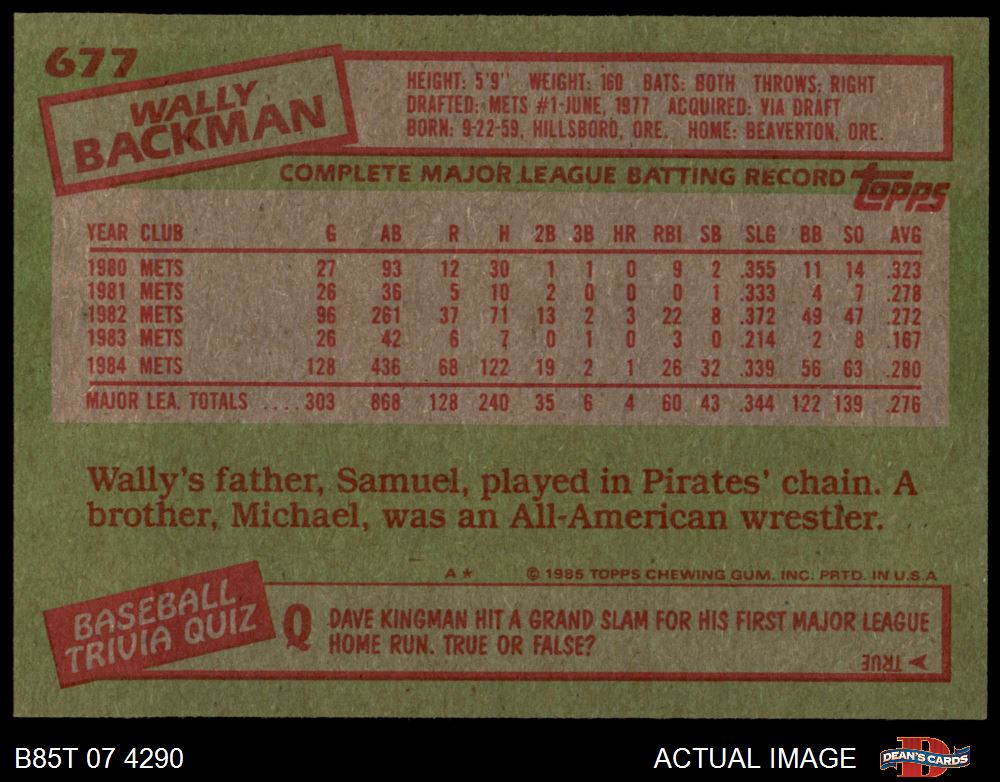 677
WALLY
BACKMAN
HEIGHT: 5'9" WEIGHT: 160 BATS: BOTH THROWS: RIGHT
DRAFTED: METS #1-JUNE, 1977 ACQUIRED: VIA DRAFT
BORN: 9-22-59, HILLSBORO, ORE. HOME: BEAVERTON, ORE.
COMPLETE MAJOR LEAGUE BATTING RECORD topps
YEAR CLUB G AB R H 2B 3B HR RBI SB SLG BB SO AVG
1980 METS 27 93 12 30 1 1 0 9 2 .355 11 14 .323
1981 METS 26 36 5 10 2 0 0 0 1 .333 4 7 .278
1982 METS 96 261 37 71 13 2 3 22 8 .372 49 47 .272
1983 METS 26 42 6 7 0 1 0 3 0 .214 2 8 .167
1984 METS 128 436 68 122 19 2 1 26 32 .339 56 63 .280
MAJOR LEA. TOTALS .... 303 868 128 240 35 6 4 60 43 .344 122 139 .276
Wally's father, Samuel, played in Pirates' chain. A
brother, Michael, was an All-American wrestler.
A* © 1985 TOPPS CHEWING GUM, INC. PRTD. IN U.S.A
BASEBALL
TRIVIA QUIZ
Q DAVE KINGMAN HIT A GRAND SLAM FOR HIS FIRST MAJOR LEAGUE
HOME RUN. TRUE OR FALSE?
TRUE
B85T 07 4290 ACTUAL IMAGE D DEAN'S CARDS